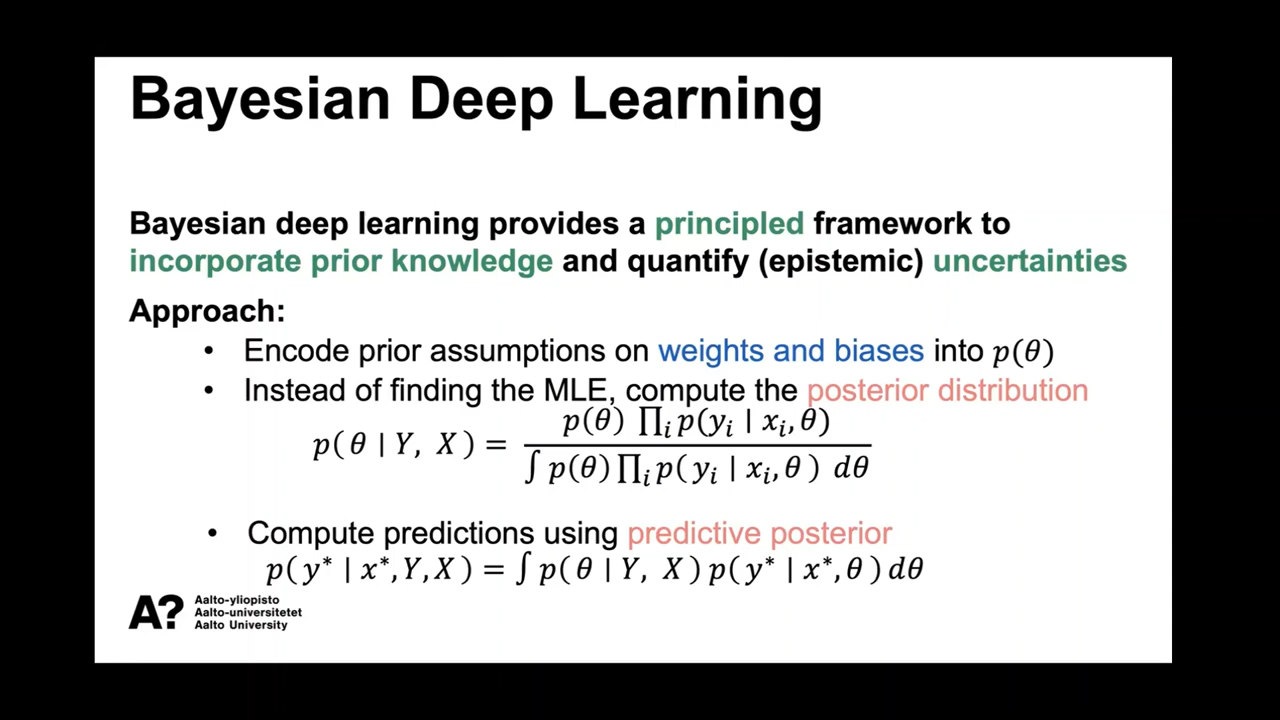 Bayesian Deep Learning
Bayesian deep learning provides a principled framework to
incorporate prior knowledge and quantify (epistemic) uncertainties
Approach:
• Encode prior assumptions on weights and biases into p(θ)
• Instead of finding the MLE, compute the posterior distribution
p(θ | Y, X) = p(θ) ∏ᵢ p(yᵢ | xᵢ, θ) / ∫ p(θ) ∏ᵢ p(yᵢ | xᵢ, θ) dθ
• Compute predictions using predictive posterior
p(y* | x*, Y, X) = ∫ p(θ | Y, X) p(y* | x*, θ) dθ
A?
Aalto-yliopisto
Aalto-universitetet
Aalto University